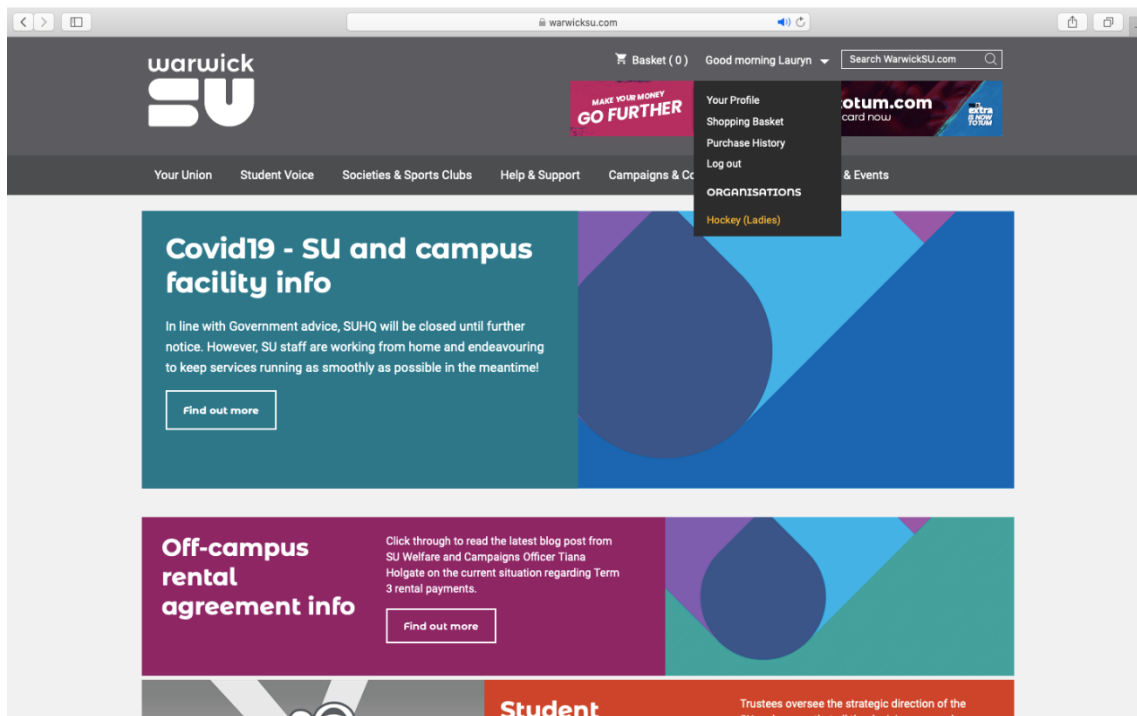 warwicksu.com
warwick
SU
Basket ( 0 )
Good morning Lauryn
Search WarwickSU.com
MAKE YOUR MONEY
GO FURTHER
totum.com
card now
extra
IS NOW
TOTUM
Your Profile
Shopping Basket
Purchase History
Log out
ORGANISATIONS
Hockey (Ladies)
Your Union
Student Voice
Societies & Sports Clubs
Help & Support
Campaigns &
& Events
Covid19 - SU and campus
facility info
In line with Government advice, SUHQ will be closed until further
notice. However, SU staff are working from home and endeavouring
to keep services running as smoothly as possible in the meantime!
Find out more
Off-campus
rental
agreement info
Click through to read the latest blog post from
SU Welfare and Campaigns Officer Tiana
Holgate on the current situation regarding Term
3 rental payments.
Find out more
Student
Trustees oversee the strategic direction of the